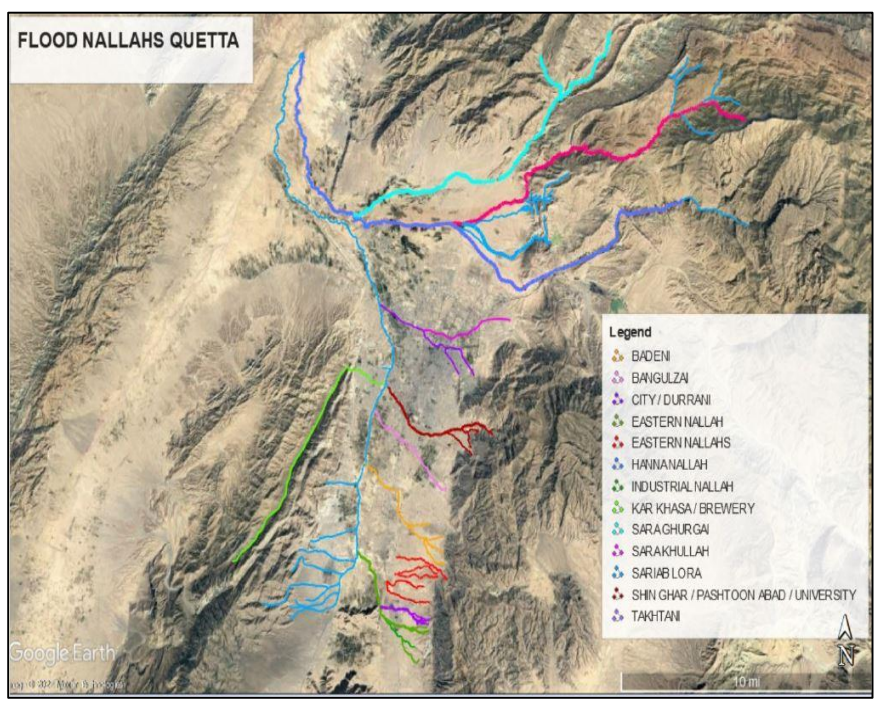 FLOOD NALLAHS QUETTA
Legend
BADENI
BANGULZAI
CITY / DURRANI
EASTERN NALLAH
EASTERN NALLAHS
HANNA NALLAH
INDUSTRIAL NALLAH
KAR KHASA / BREWERY
SARA GHURGAI
SARA KHULLAH
SARIAB LORA
SHIN GHAR / PASHTOON ABAD / UNIVERSITY
TAKHTANI
Google Earth
N
10 mi